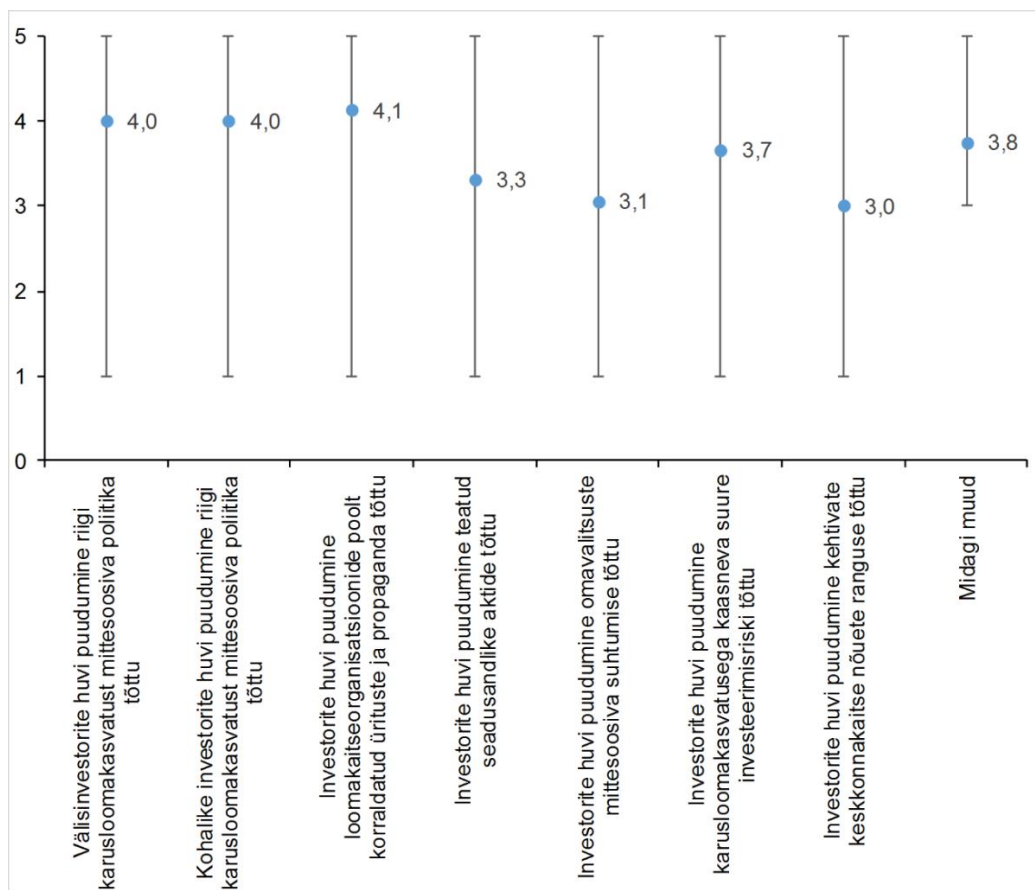 5
4
3
2
1
0
4,0
4,0
4,1
3,3
3,1
3,7
3,0
3,8
Välisinvestorite huvi puudumine riigi
karusloomakasvatust mittesoosiva poliitika
tõttu
Kohalike investorite huvi puudumine riigi
karusloomakasvatust mittesoosiva poliitika
tõttu
Investorite huvi puudumine
loomakaitseorganisatsioonide poolt
korraldatud ürituste ja propaganda tõttu
Investorite huvi puudumine teatud
seadusandlike aktide tõttu
Investorite huvi puudumine omavalitsuste
mittesoosiva suhtumise tõttu
Investorite huvi puudumine
karusloomakasvatusega kaasneva suure
investeerimisriski tõttu
Investorite huvi puudumine kehtivate
keskkonnakaitse nõuete ranguse tõttu
Midagi muud